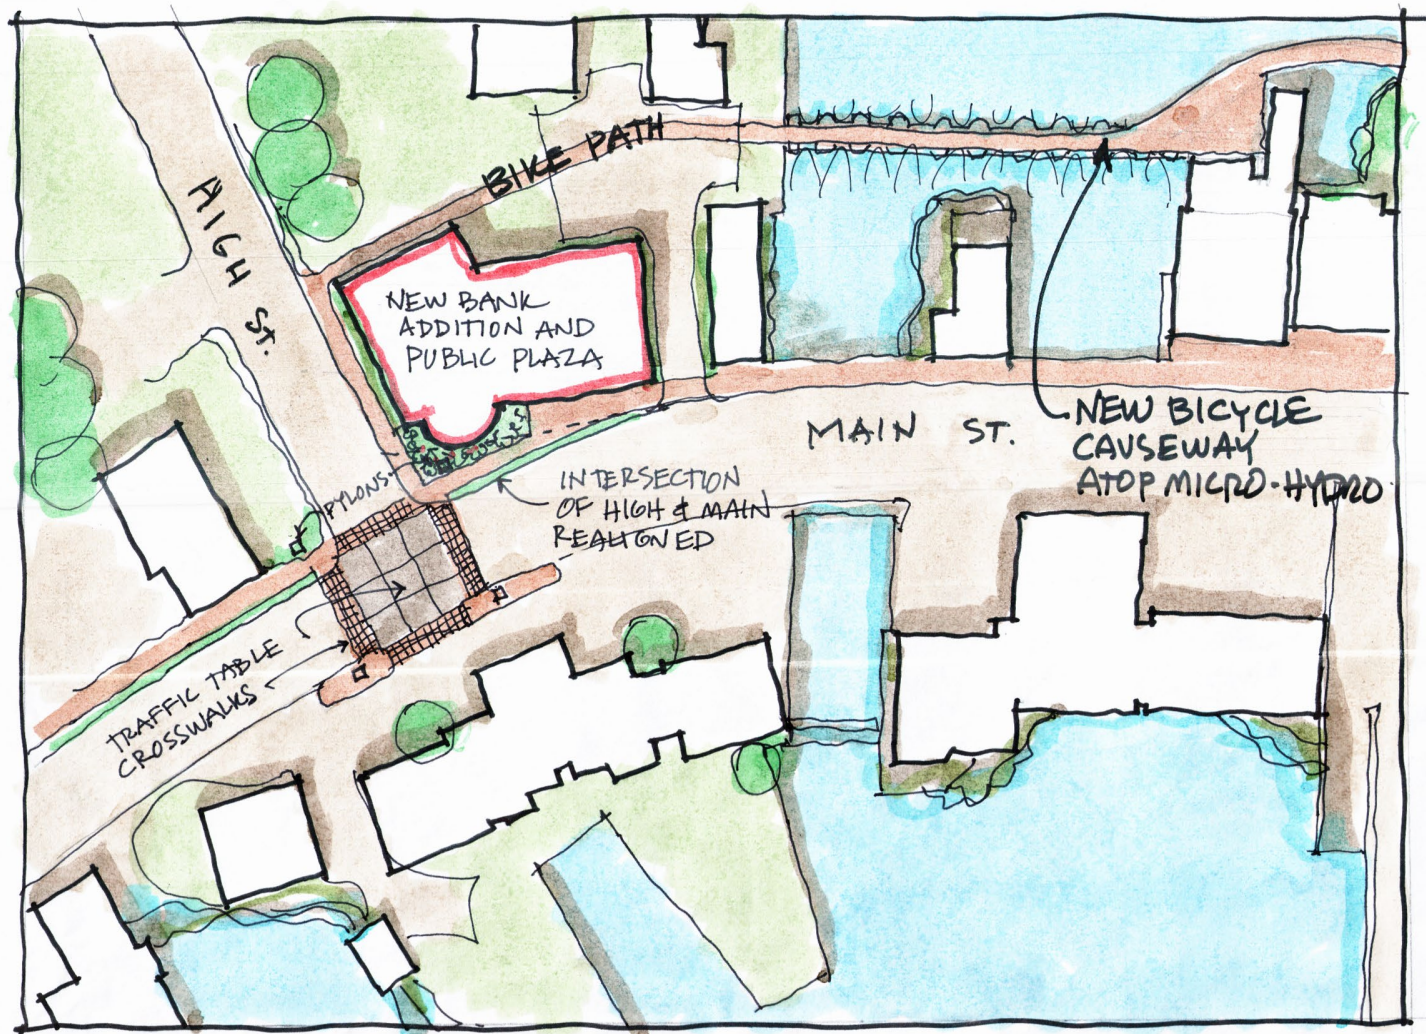 BIKE PATH
HIGH ST.
NEW BANK
ADDITION AND
PUBLIC PLAZA
MAIN ST.
NEW BICYCLE
CAUSEWAY
ATOP MICRO-HYDRO
PYLONS
INTERSECTION
OF HIGH & MAIN
REALIGNED
TRAFFIC TABLE
CROSSWALKS